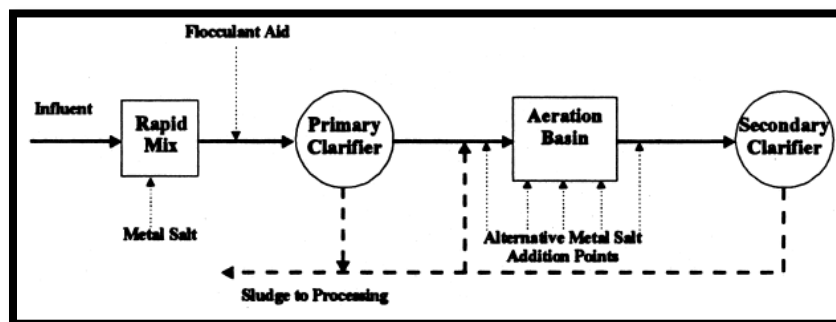 Flocculant Aid
Influent
Rapid
Mix
Primary
Clarifier
Aeration
Basin
Secondary
Clarifier
Metal Salt
Alternative Metal Salt
Addition Points
Sludge to Processing